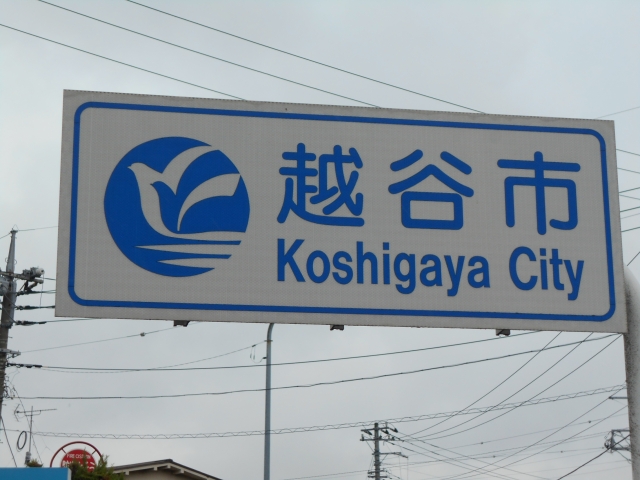 越谷市
Koshigaya City